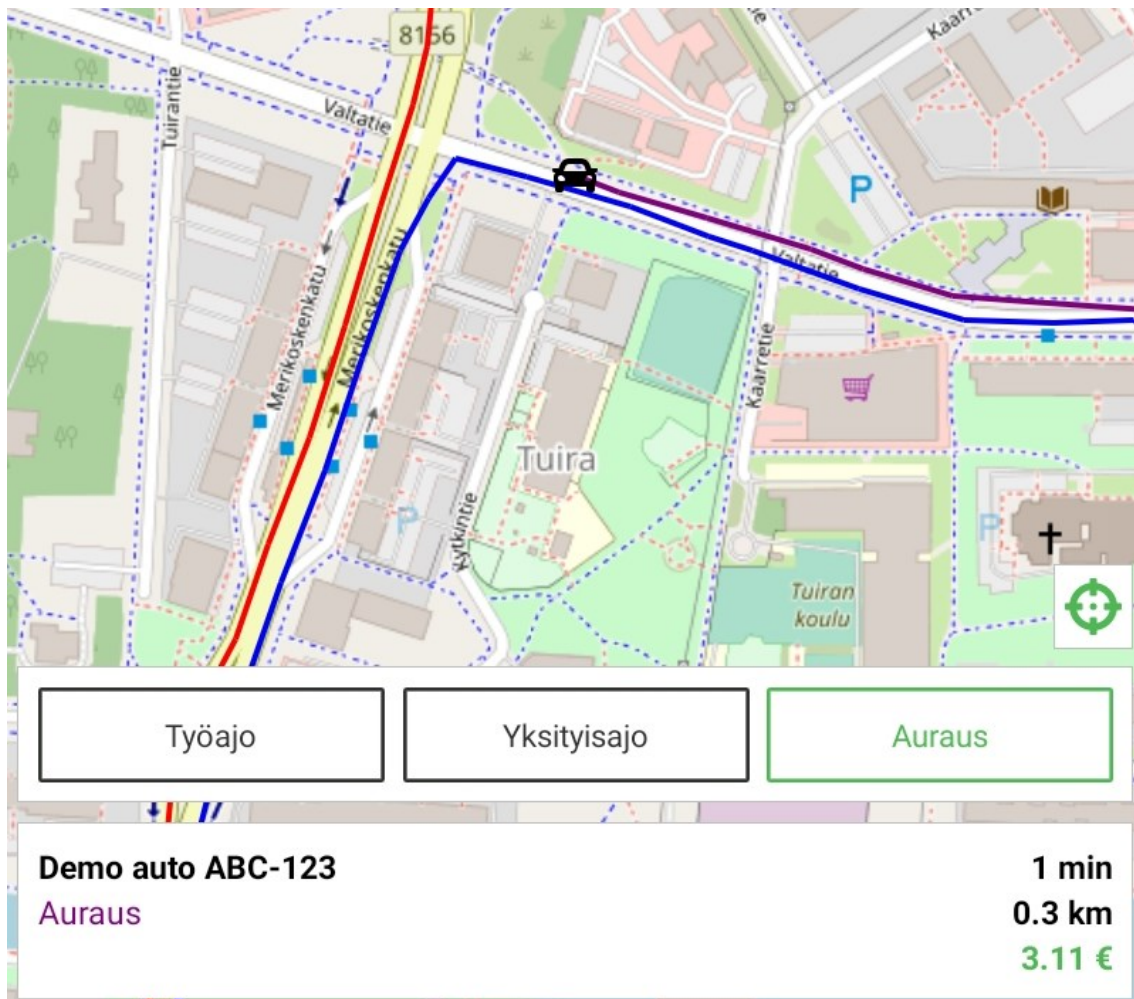 8156
Kaarre
Tuirantie
Valtatie
P
Valtatie
Merikoskenkatu
Merikoskenkatu
Kaarretie
Tuira
P
Kytkintie
P
Tuiran
koulu
Työajo
Yksityisajo
Auraus
Demo auto ABC-123
1 min
Auraus
0.3 km
3.11 €